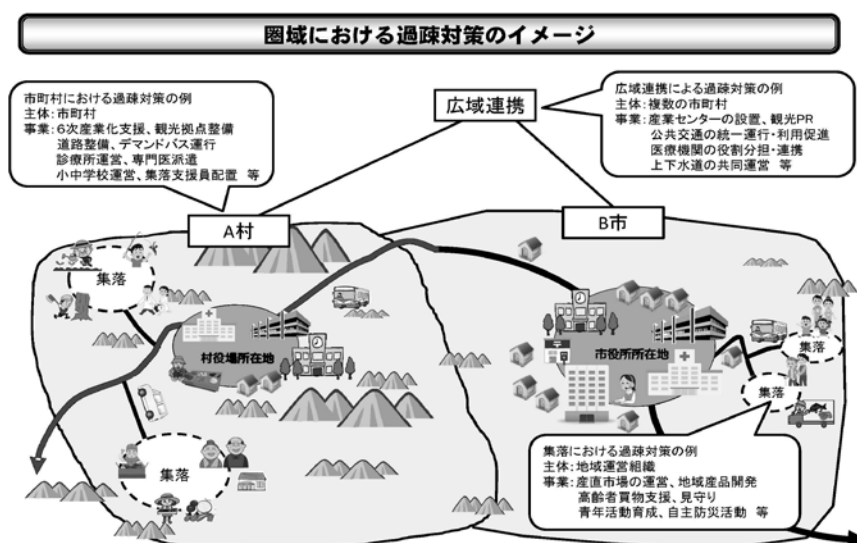 圏域における過疎対策のイメージ
市町村における過疎対策の例
主体:市町村
事業:6次産業化支援、観光拠点整備
道路整備、デマンドバス運行
診療所運営、専門医派遣
小中学校運営、集落支援員配置 等
広域連携
広域連携による過疎対策の例
主体:複数の市町村
事業:産業センターの設置、観光PR
公共交通の統一運行・利用促進
医療機関の役割分担・連携
上下水道の共同運営 等
A村
B市
集落
村役場所在地
集落
市役所所在地
集落
集落
集落における過疎対策の例
主体:地域運営組織
事業:産直市場の運営、地域産品開発
高齢者買物支援、見守り
青年活動育成、自主防災活動 等